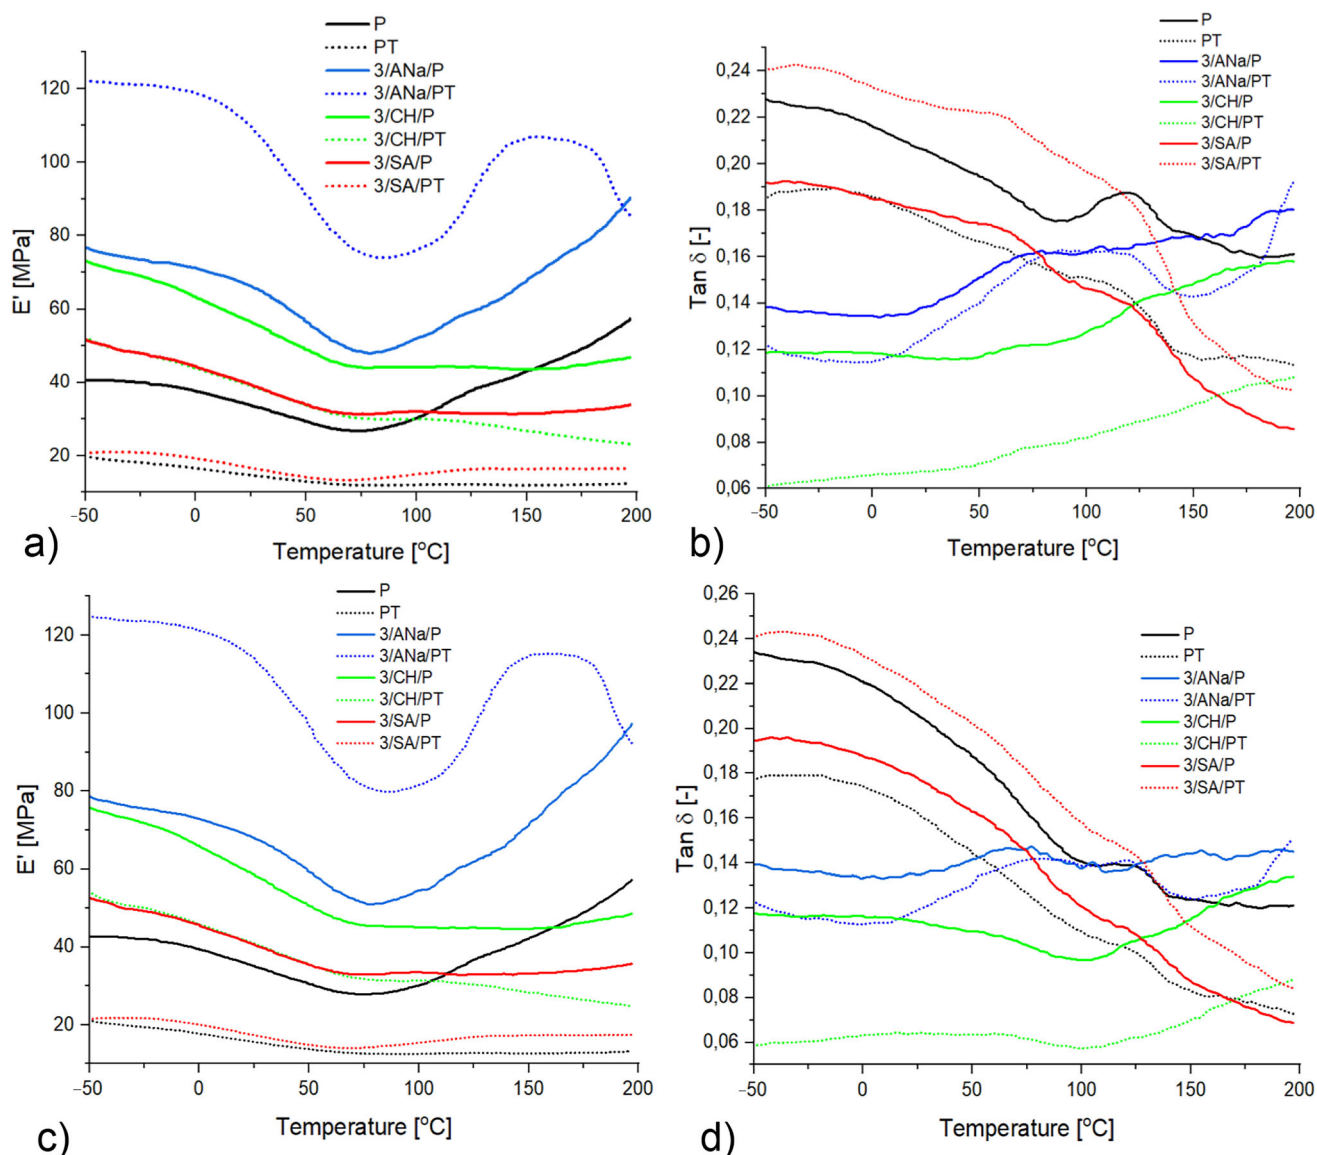 P
PT
3/ANa/P
3/ANa/PT
3/CH/P
3/CH/PT
3/SA/P
3/SA/PT
120
100
80
60
40
20
E' [MPa]
-50 0 50 100 150 200
Temperature [°C]
a)
P
PT
3/ANa/P
3/ANa/PT
3/CH/P
3/CH/PT
3/SA/P
3/SA/PT
0,24
0,22
0,20
0,18
0,16
0,14
0,12
0,10
0,08
0,06
Tan δ [-]
-50 0 50 100 150 200
Temperature [°C]
b)
P
PT
3/ANa/P
3/ANa/PT
3/CH/P
3/CH/PT
3/SA/P
3/SA/PT
120
100
80
60
40
20
E' [MPa]
-50 0 50 100 150 200
Temperature [°C]
c)
P
PT
3/ANa/P
3/ANa/PT
3/CH/P
3/CH/PT
3/SA/P
3/SA/PT
0,26
0,24
0,22
0,20
0,18
0,16
0,14
0,12
0,10
0,08
0,06
Tan δ [-]
-50 0 50 100 150 200
Temperature [°C]
d)